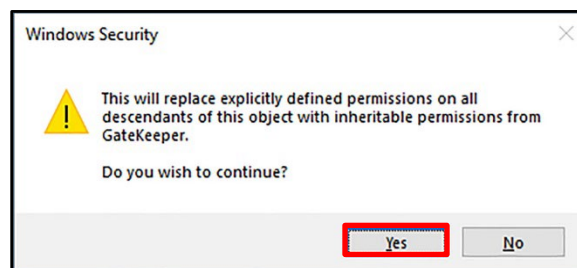 Windows Security
This will replace explicitly defined permissions on all
descendants of this object with inheritable permissions from
GateKeeper.
Do you wish to continue?
Yes No